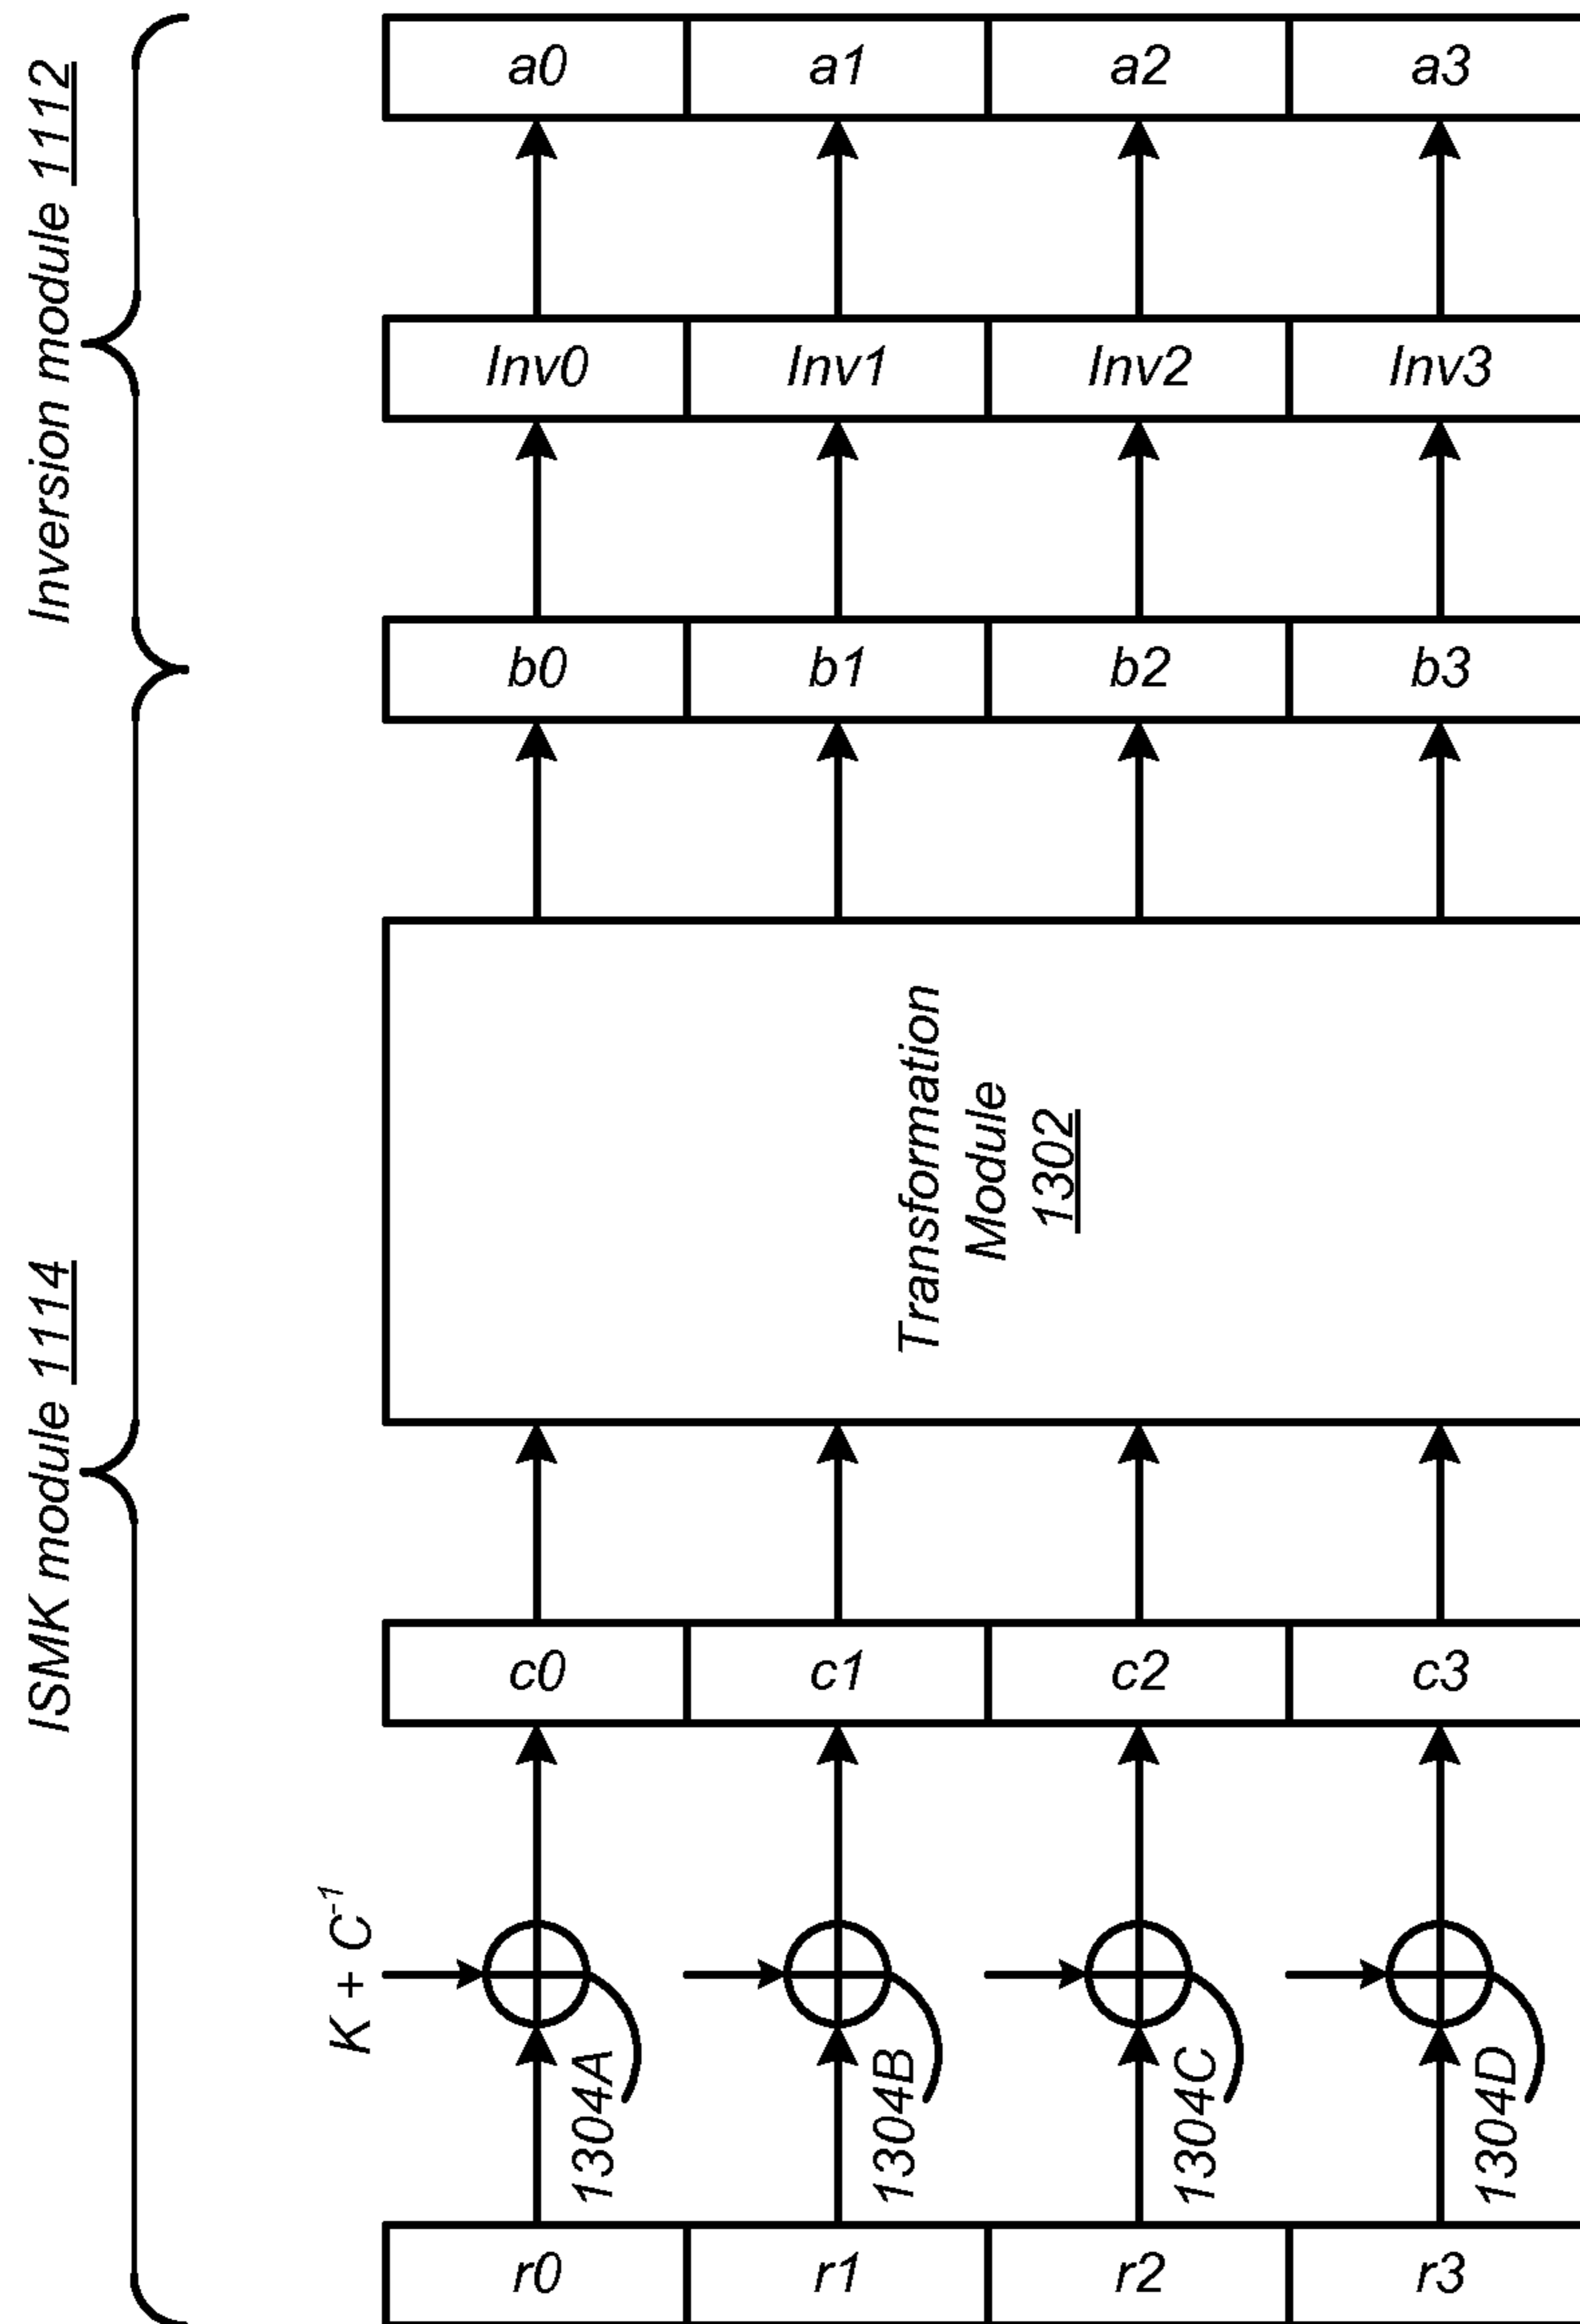 Inversion module 1112
ISMK module 1114
a0 a1 a2 a3
Inv0 Inv1 Inv2 Inv3
b0 b1 b2 b3
Transformation
Module
1302
c0 c1 c2 c3
K + C⁻¹
1304A 1304B 1304C 1304D
r0 r1 r2 r3